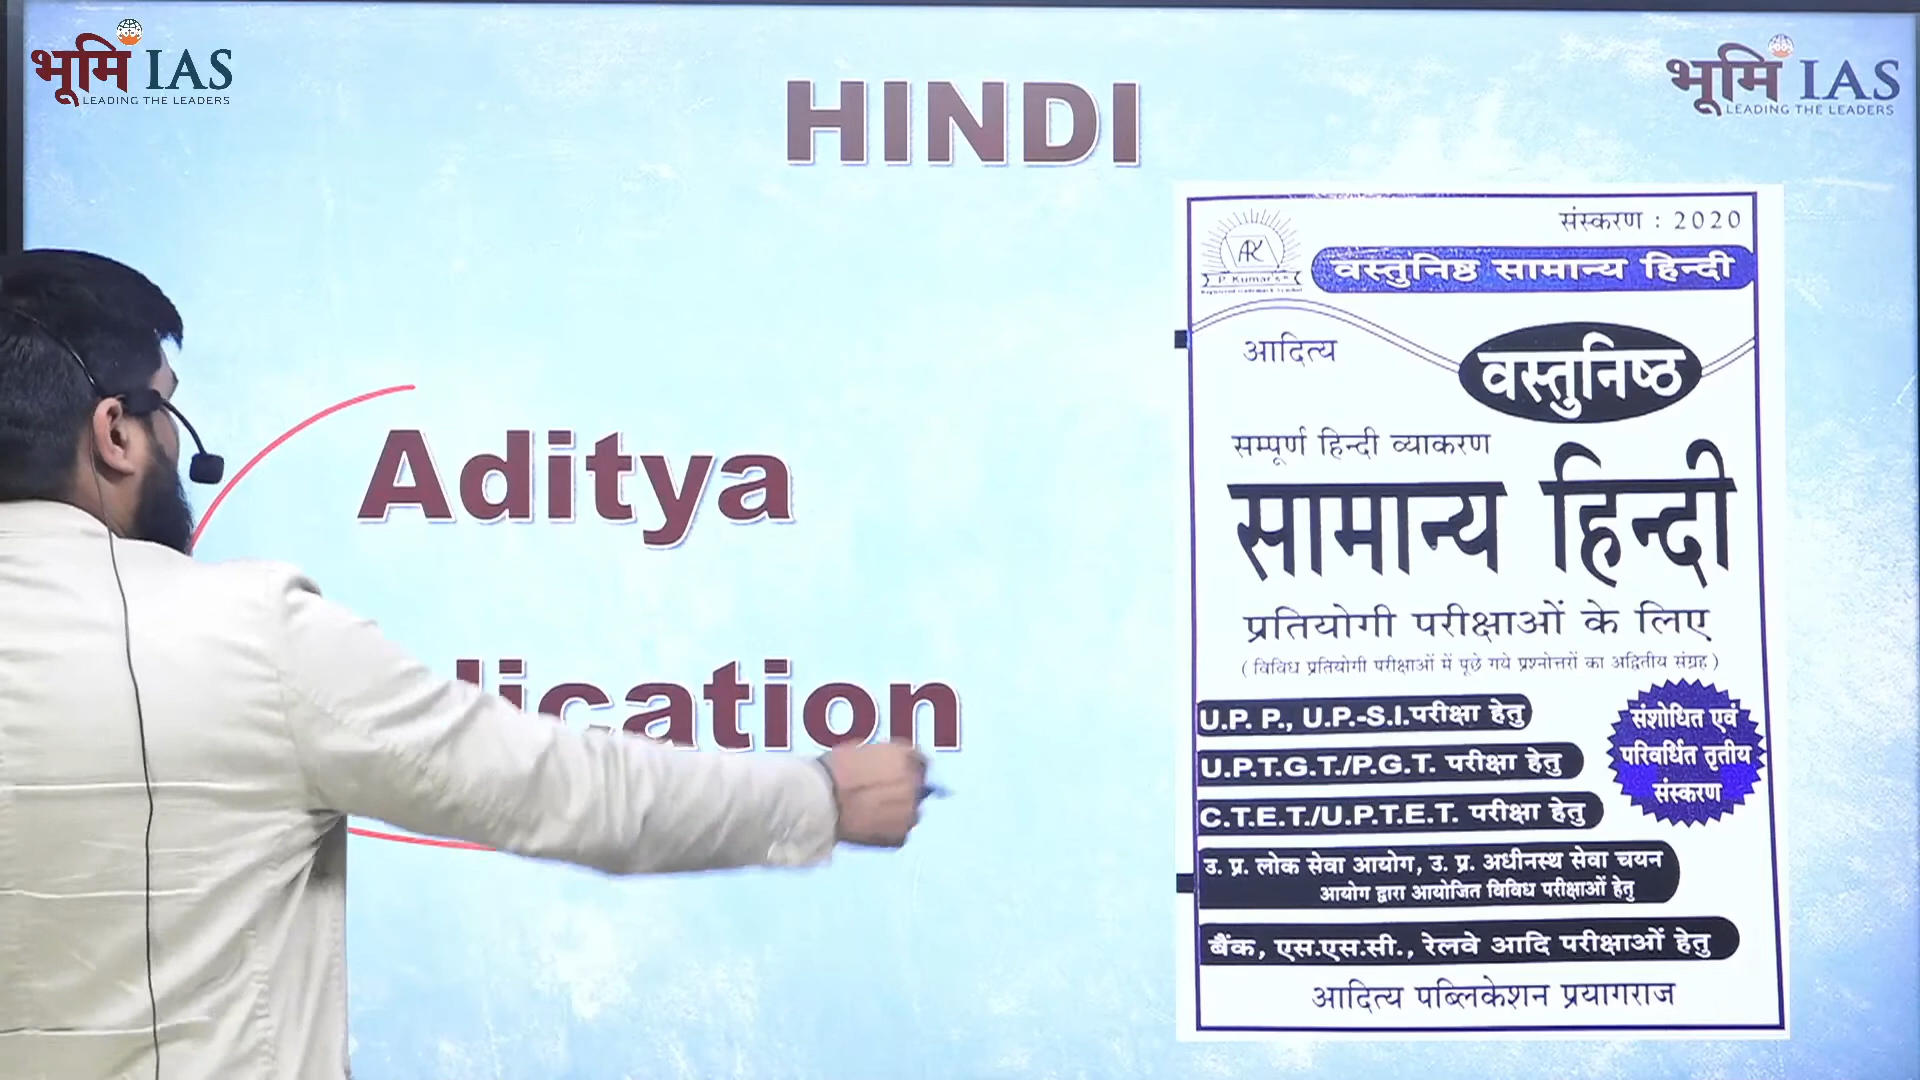 भूमि IAS
LEADING THE LEADERS
भूमि IAS
LEADING THE LEADERS
HINDI
Aditya
lication
संस्करण : 2020
AK
P Kumar's
वस्तुनिष्ठ सामान्य हिन्दी
आदित्य
वस्तुनिष्ठ
सम्पूर्ण हिन्दी व्याकरण
सामान्य हिन्दी
प्रतियोगी परीक्षाओं के लिए
( विविध प्रतियोगी परीक्षाओं में पूछे गये प्रश्नोत्तरों का अद्वितीय संग्रह )
U.P. P., U.P.-S.I.परीक्षा हेतु
U.P.T.G.T./P.G.T. परीक्षा हेतु
C.T.E.T./U.P.T.E.T. परीक्षा हेतु
संशोधित एवं
परिवर्धित तृतीय
संस्करण
उ. प्र. लोक सेवा आयोग, उ. प्र. अधीनस्थ सेवा चयन
आयोग द्वारा आयोजित विविध परीक्षाओं हेतु
बैंक, एस.एस.सी., रेलवे आदि परीक्षाओं हेतु
आदित्य पब्लिकेशन प्रयागराज